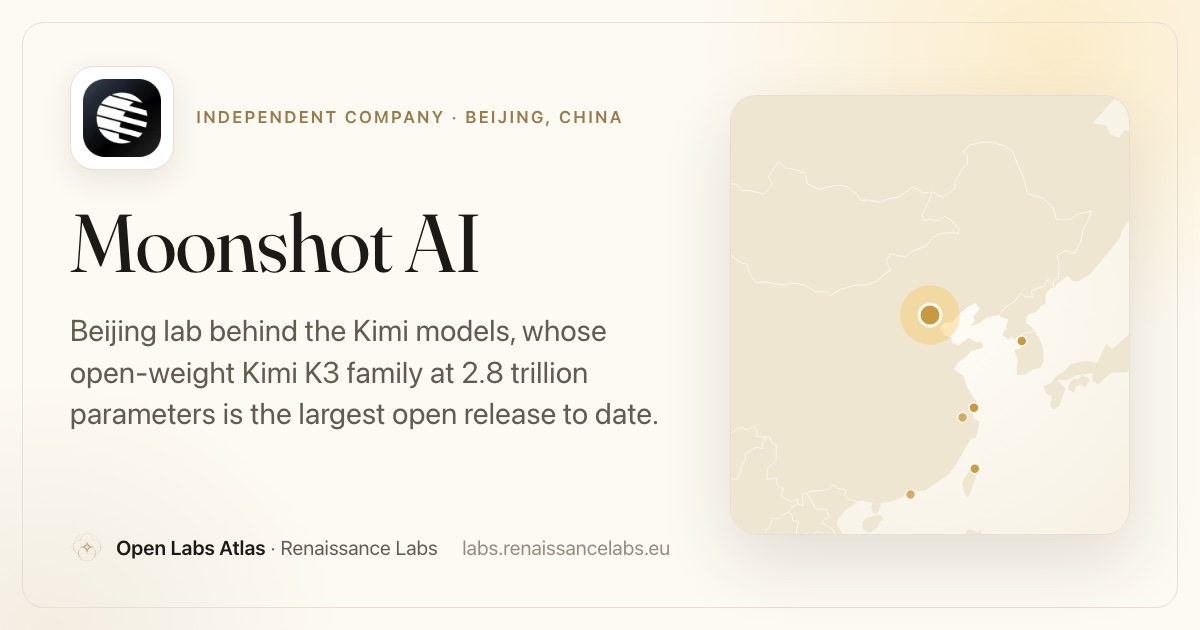 INDEPENDENT COMPANY · BEIJING, CHINA
Moonshot AI
Beijing lab behind the Kimi models, whose
open-weight Kimi K3 family at 2.8 trillion
parameters is the largest open release to date.
Open Labs Atlas · Renaissance Labs labs.renaissancelabs.eu